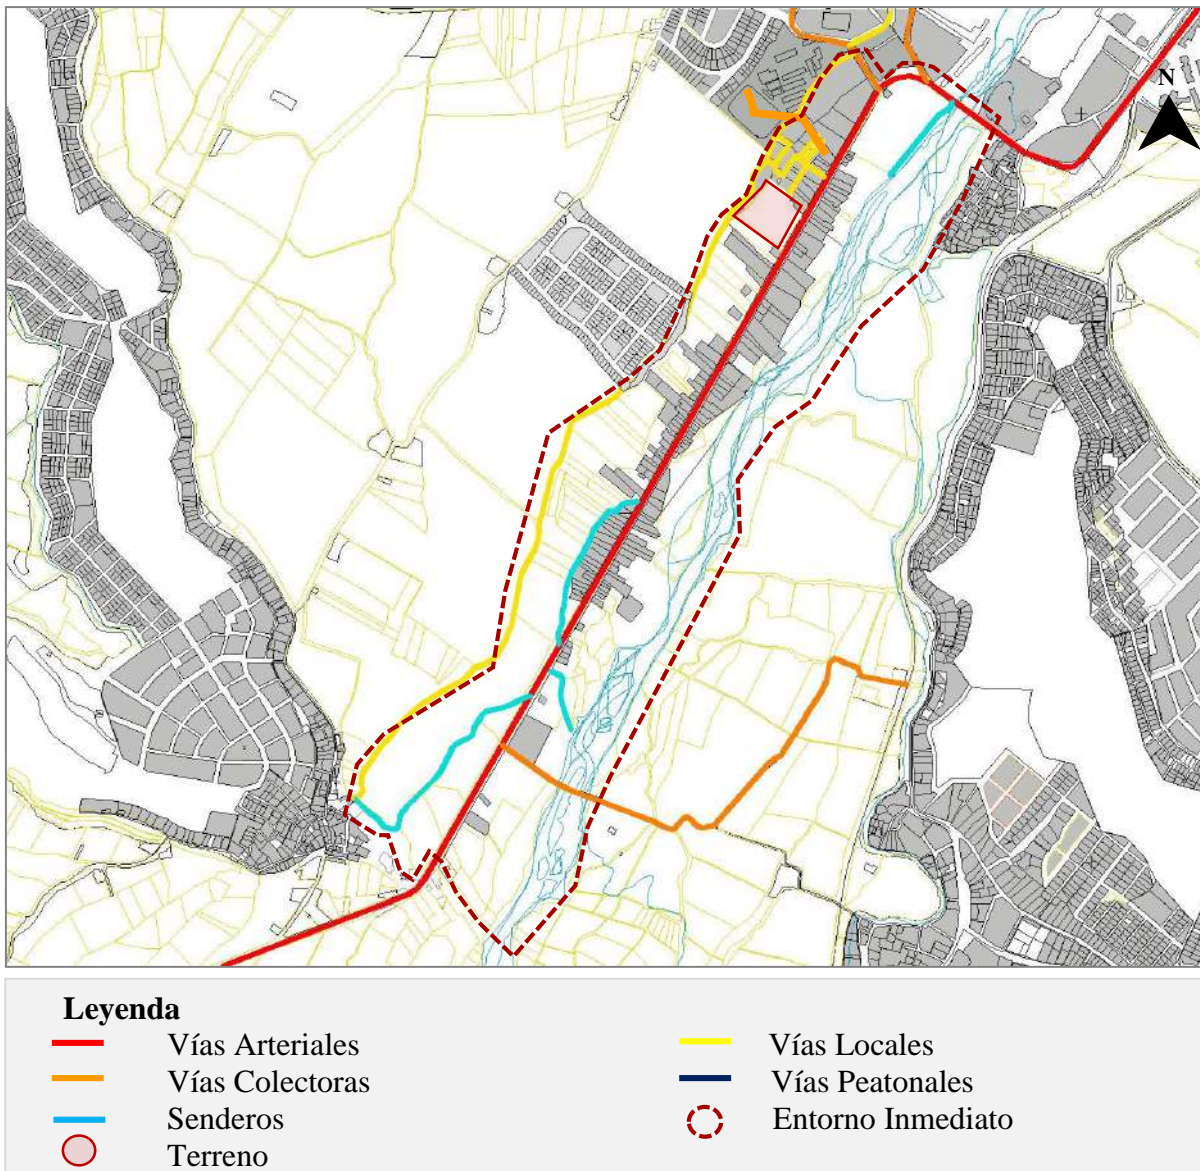 N
Leyenda
Vías Arteriales
Vías Colectoras
Senderos
Terreno
Vías Locales
Vías Peatonales
Entorno Inmediato